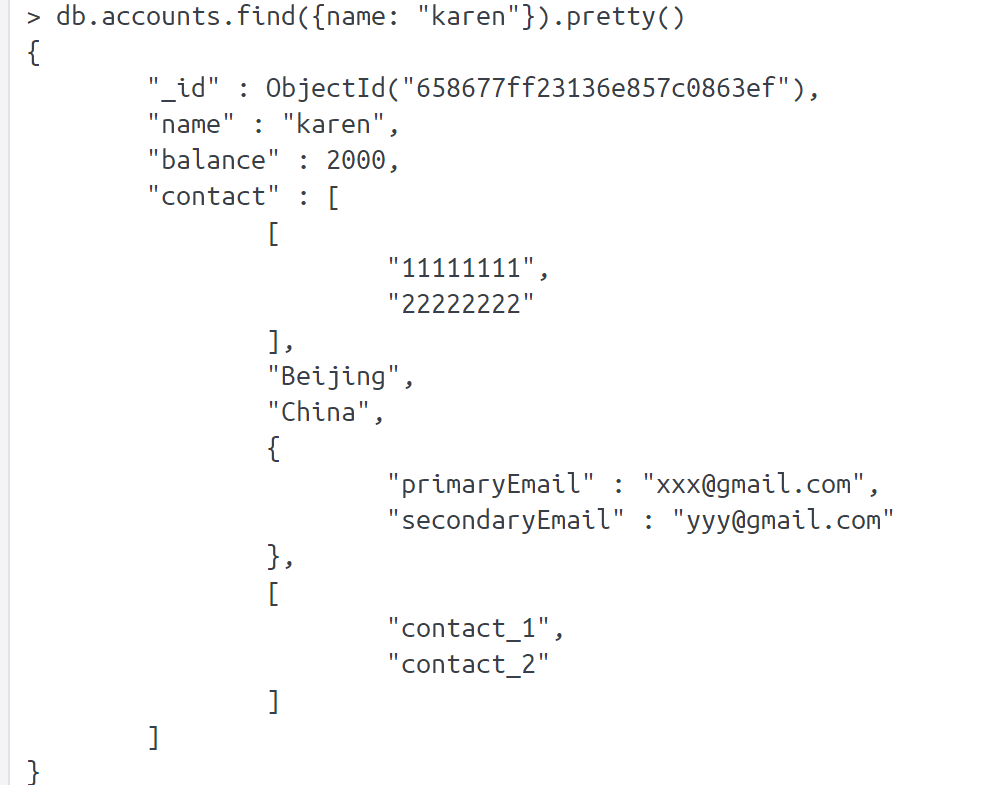 > db.accounts.find({name: "karen"}).pretty()
{
        "_id" : ObjectId("658677ff23136e857c0863ef"),
        "name" : "karen",
        "balance" : 2000,
        "contact" : [
                [
                        "11111111",
                        "22222222"
                ],
                "Beijing",
                "China",
                {
                        "primaryEmail" : "xxx@gmail.com",
                        "secondaryEmail" : "yyy@gmail.com"
                },
                [
                        "contact_1",
                        "contact_2"
                ]
        ]
}